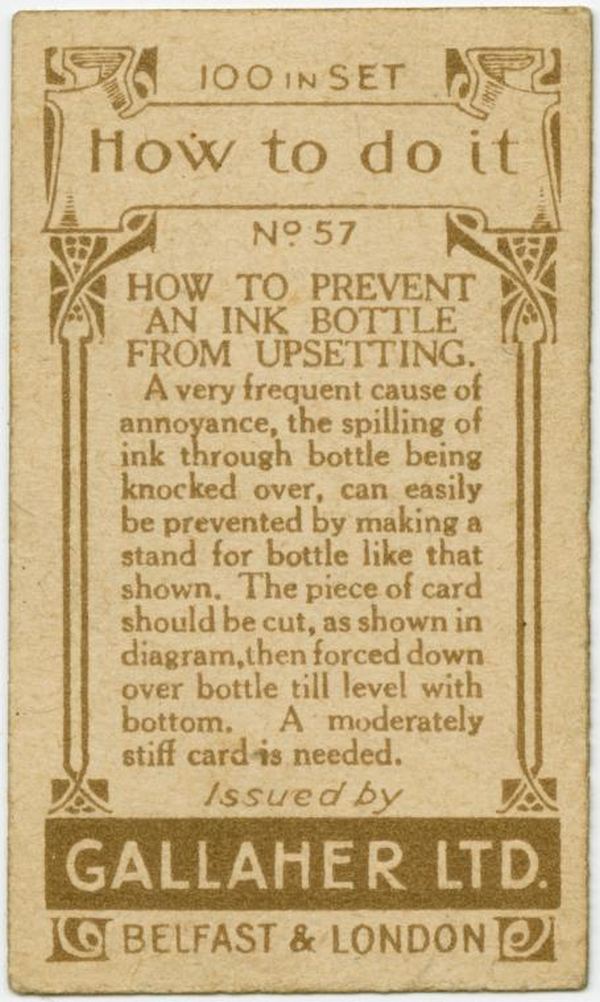 100 IN SET
How to do it
Nº 57
HOW TO PREVENT
AN INK BOTTLE
FROM UPSETTING.
A very frequent cause of
annoyance, the spilling of
ink through bottle being
knocked over, can easily
be prevented by making a
stand for bottle like that
shown. The piece of card
should be cut, as shown in
diagram, then forced down
over bottle till level with
bottom. A moderately
stiff card is needed.
Issued by
GALLAHER LTD.
BELFAST & LONDON